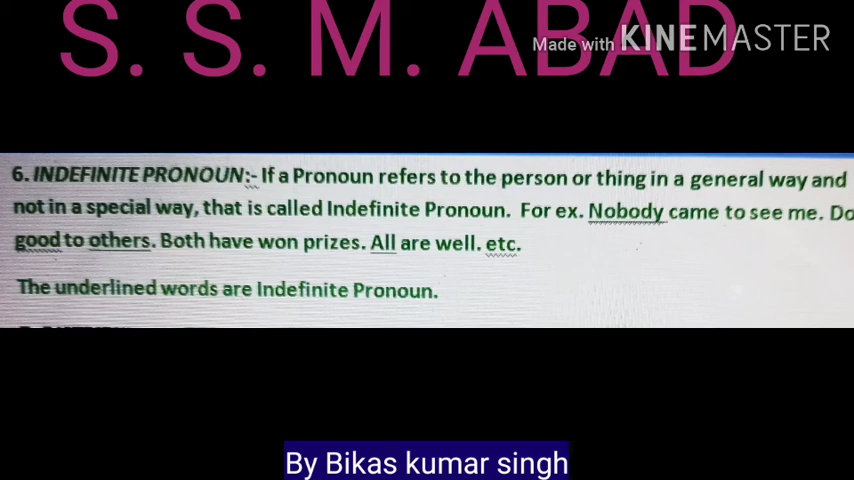 S. S. M. ABAD
Made with KINEMASTER
6. INDEFINITE PRONOUN:- If a Pronoun refers to the person or thing in a general way and
not in a special way, that is called Indefinite Pronoun. For ex. Nobody came to see me. Do
good to others. Both have won prizes. All are well. etc.
The underlined words are Indefinite Pronoun.
By Bikas kumar singh